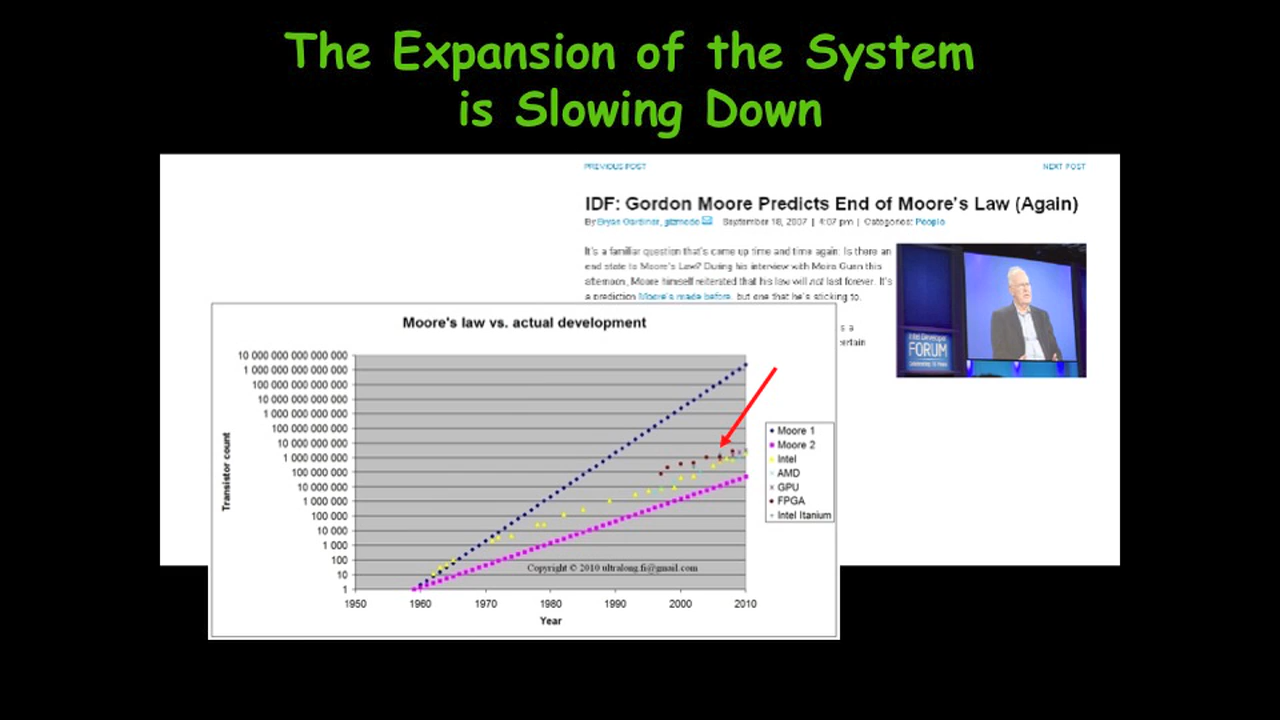 The Expansion of the System
is Slowing Down
PREVIOUS POST
NEXT POST
IDF: Gordon Moore Predicts End of Moore's Law (Again)
By Bryan Gardiner, gizmodo September 18, 2007 | 4:07 pm | Categories: People
It's a familiar question that's come up time and time again: Is there an
end state to Moore's Law? During his interview with Moira Gunn this
afternoon, Moore himself reiterated that his law will not last forever. It's
a prediction Moore's made before, but one that he's sticking to.
s a
ertain
Intel Developer
FORUM
Moore's law vs. actual development
Transistor count
10 000 000 000 000
1 000 000 000 000
100 000 000 000
10 000 000 000
1 000 000 000
100 000 000
10 000 000
1 000 000 000
100 000 000
10 000 000
1 000 000
100 000
10 000
1 000
100
10
1
1950 1960 1970 1980 1990 2000 2010
Year
Copyright © 2010 ultralong.fi@gmail.com
Moore 1
Moore 2
Intel
AMD
GPU
FPGA
Intel Itanium